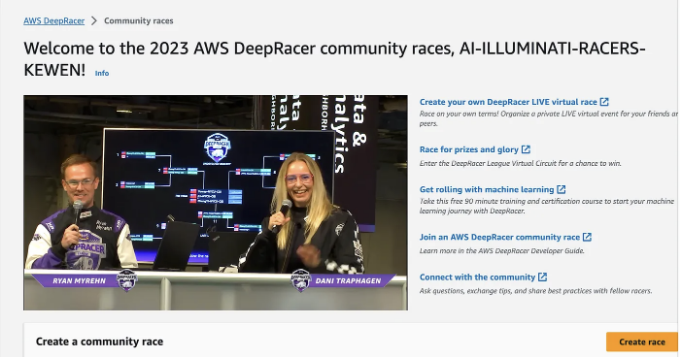 AWS DeepRacer > Community races
Welcome to the 2023 AWS DeepRacer community races, AI-ILLUMINATI-RACERS-
KEWEN! Info
ata &
nalytics
RYAN MYREHN
DANI TRAPHAGEN
Create your own DeepRacer LIVE virtual race
Race on your own terms! Organize a private LIVE virtual event for your friends or
peers.
Race for prizes and glory
Enter the DeepRacer League Virtual Circuit for a chance to win.
Get rolling with machine learning
Take this free 90 minute training and certification course to start your machine
learning journey with DeepRacer.
Join an AWS DeepRacer community race
Learn more in the AWS DeepRacer Developer Guide.
Connect with the community
Ask questions, exchange tips, and share best practices with fellow racers.
Create a community race
Create race